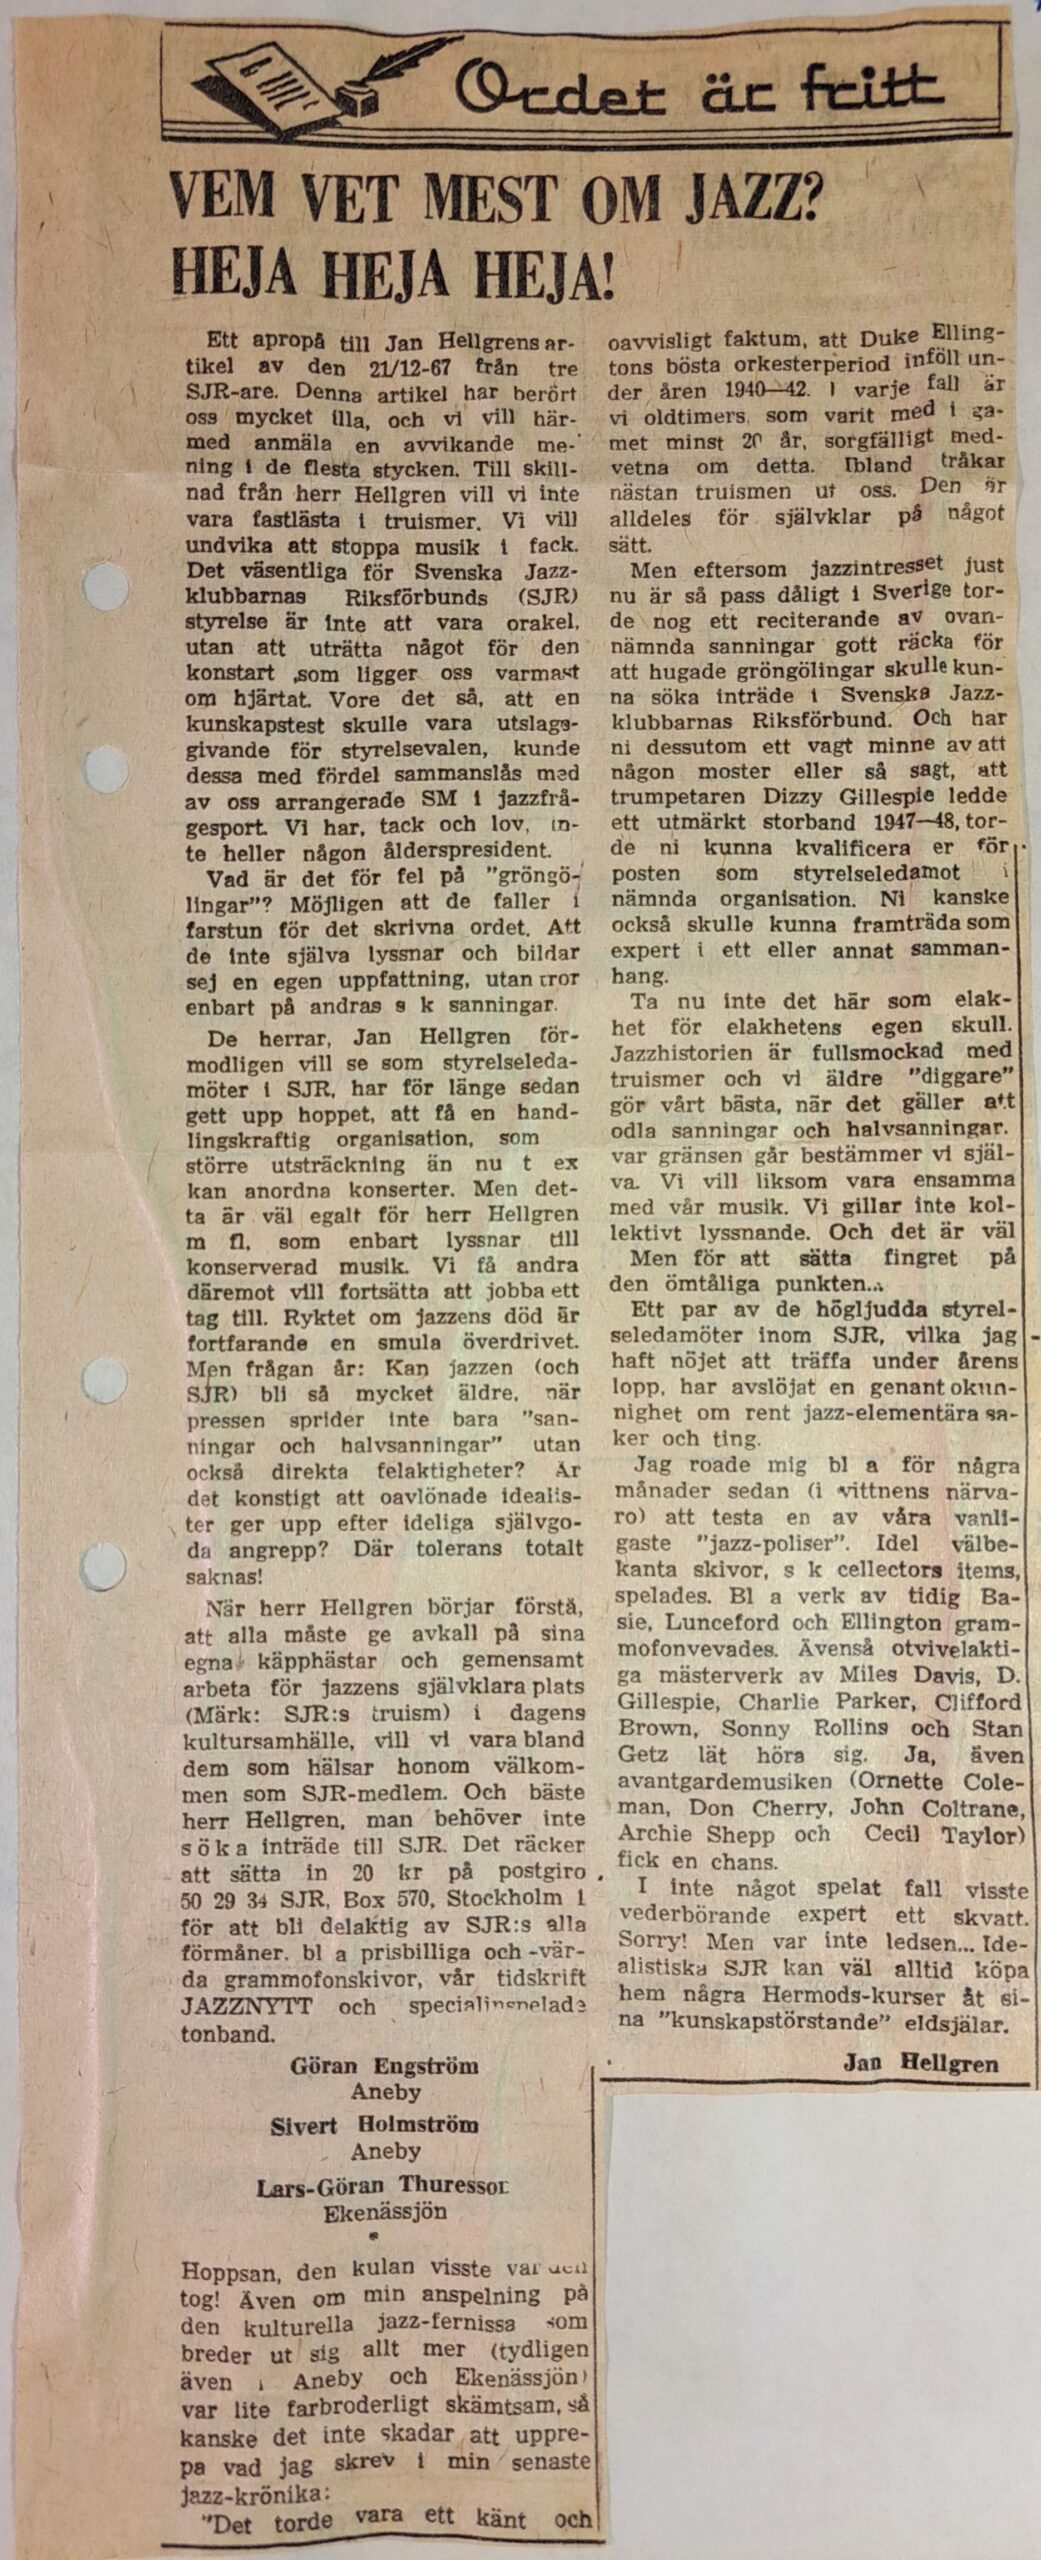 Ordet är fritt
VEM VET MEST OM JAZZ?
HEJA HEJA HEJA!
Ett apropå till Jan Hellgrens ar-
tikel av den 21/12-67 från tre
SJR-are. Denna artikel har berört
oss mycket illa, och vi vill här-
med anmäla en avvikande me-
ning i de flesta stycken. Till skill-
nad från herr Hellgren vill vi inte
vara fastlåsta i truismer. Vi vill
undvika att stoppa musik i fack.
Det väsentliga för Svenska Jazz-
klubbarnas Riksförbunds (SJR)
styrelse är inte att vara orakel,
utan att uträtta något för den
konstart ,som ligger oss varmast
om hjärtat. Vore det så, att en
kunskapstest skulle vara utslags-
givande för styrelsevalen, kunde
dessa med fördel sammanslås med
av oss arrangerade SM i jazzfrå-
gesport. Vi har, tack och lov, in-
te heller någon ålderspresident.
Vad är det för fel på "gröngö-
lingar"? Möjligen att de faller i
farstun för det skrivna ordet. Att
de inte själva lyssnar och bildar
sej en egen uppfattning, utan tror
enbart på andras s k sanningar.
De herrar, Jan Hellgren för-
modligen vill se som styrelseleda-
möter i SJR, har för länge sedan
gett upp hoppet, att få en hand-
lingskraftig organisation, som
större utsträckning än nu t ex
kan anordna konserter. Men det-
ta är väl egalt för herr Hellgren
m fl, som enbart lyssnar till
konserverad musik. Vi få andra
däremot vill fortsätta att jobba ett
tag till. Ryktet om jazzens död är
fortfarande en smula överdrivet.
Men frågan är: Kan jazzen (och
SJR) bli så mycket äldre, när
pressen sprider inte bara "san-
ningar och halvsanningar" utan
också direkta felaktigheter? Är
det konstigt att oavlönade idealis-
ter ger upp efter ideliga självgo-
da angrepp? Där tolerans totalt
saknas!
När herr Hellgren börjar förstå,
att alla måste ge avkall på sina
egna käpphästar och gemensamt
arbeta för jazzens självklara plats
(Märk: SJR:s truism) i dagens
kultursamhälle, vill vi vara bland
dem som hälsar honom välkom-
men som SJR-medlem. Och bäste
herr Hellgren, man behöver inte
söka inträde till SJR. Det räcker
att sätta in 20 kr på postgiro
50 29 34 SJR, Box 570, Stockholm 1
för att bli delaktig av SJR:s alla
förmåner, bl a prisbilliga och -vär-
da grammofonskivor, vår tidskrift
JAZZNYTT och specialinspelade
tonband.
Göran Engström
Aneby
Sivert Holmström
Aneby
Lars-Göran Thuresson
Ekenässjön
*
Hoppsan, den kulan visste var den
tog! Även om min anspelning på
den kulturella jazz-fernissa som
breder ut sig allt mer (tydligen
även i Aneby och Ekenässjön)
var lite farbroderligt skämtsam, så
kanske det inte skadar att uppre-
pa vad jag skrev i min senaste
jazz-krönika:
"Det torde vara ett känt och
oavvisligt faktum, att Duke Elling-
tons bösta orkesterperiod inföll un-
der åren 1940—42. I varje fall är
vi oldtimers, som varit med i ga-
met minst 20 år, sorgfälligt med-
vetna om detta. Ibland tråkar
nästan truismen ut oss. Den är
alldeles för självklar på något
sätt.
Men eftersom jazzintresset just
nu är så pass dåligt i Sverige tor-
de nog ett reciterande av ovan-
nämnda sanningar gott räcka för
att hugade gröngölingar skulle kun-
na söka inträde i Svenska Jazz-
klubbarnas Riksförbund. Och har
ni dessutom ett vagt minne av att
någon moster eller så sagt, att
trumpetaren Dizzy Gillespie ledde
ett utmärkt storband 1947—48, tor-
de ni kunna kvalificera er för
posten som styrelseledamot i
nämnda organisation. Ni kanske
också skulle kunna framträda som
expert i ett eller annat samman-
hang.
Ta nu inte det här som elak-
het för elakhetens egen skull.
Jazzhistorien är fullsmockad med
truismer och vi äldre "diggare"
gör vårt bästa, när det gäller att
odla sanningar och halvsanningar.
var gränsen går bestämmer vi själ-
va. Vi vill liksom vara ensamma
med vår musik. Vi gillar inte kol-
lektivt lyssnande. Och det är väl
Men för att sätta fingret på
den ömtåliga punkten...
Ett par av de högljudda styrel-
seledamöter inom SJR, vilka jag
haft nöjet att träffa under årens
lopp, har avslöjat en genant okun-
nighet om rent jazz-elementära sa-
ker och ting.
Jag roade mig bl a för några
månader sedan (i vittnens närva-
ro) att testa en av våra vanli-
gaste "jazz-poliser". Idel välbe-
kanta skivor, s k cellectors items,
spelades. Bl a verk av tidig Ba-
sie, Lunceford och Ellington gram-
mofonvevades. Ävenså otvivelakti-
ga mästerverk av Miles Davis, D.
Gillespie, Charlie Parker, Clifford
Brown, Sonny Rollins och Stan
Getz lät höra sig. Ja, även
avantgardemusiken (Ornette Cole-
man, Don Cherry, John Coltrane,
Archie Shepp och Cecil Taylor)
fick en chans.
I inte något spelat fall visste
vederbörande expert ett skvatt.
Sorry! Men var inte ledsen... Ide-
alistiska SJR kan väl alltid köpa
hem några Hermods-kurser åt si-
na "kunskapstörstande" eldsjälar.
Jan Hellgren